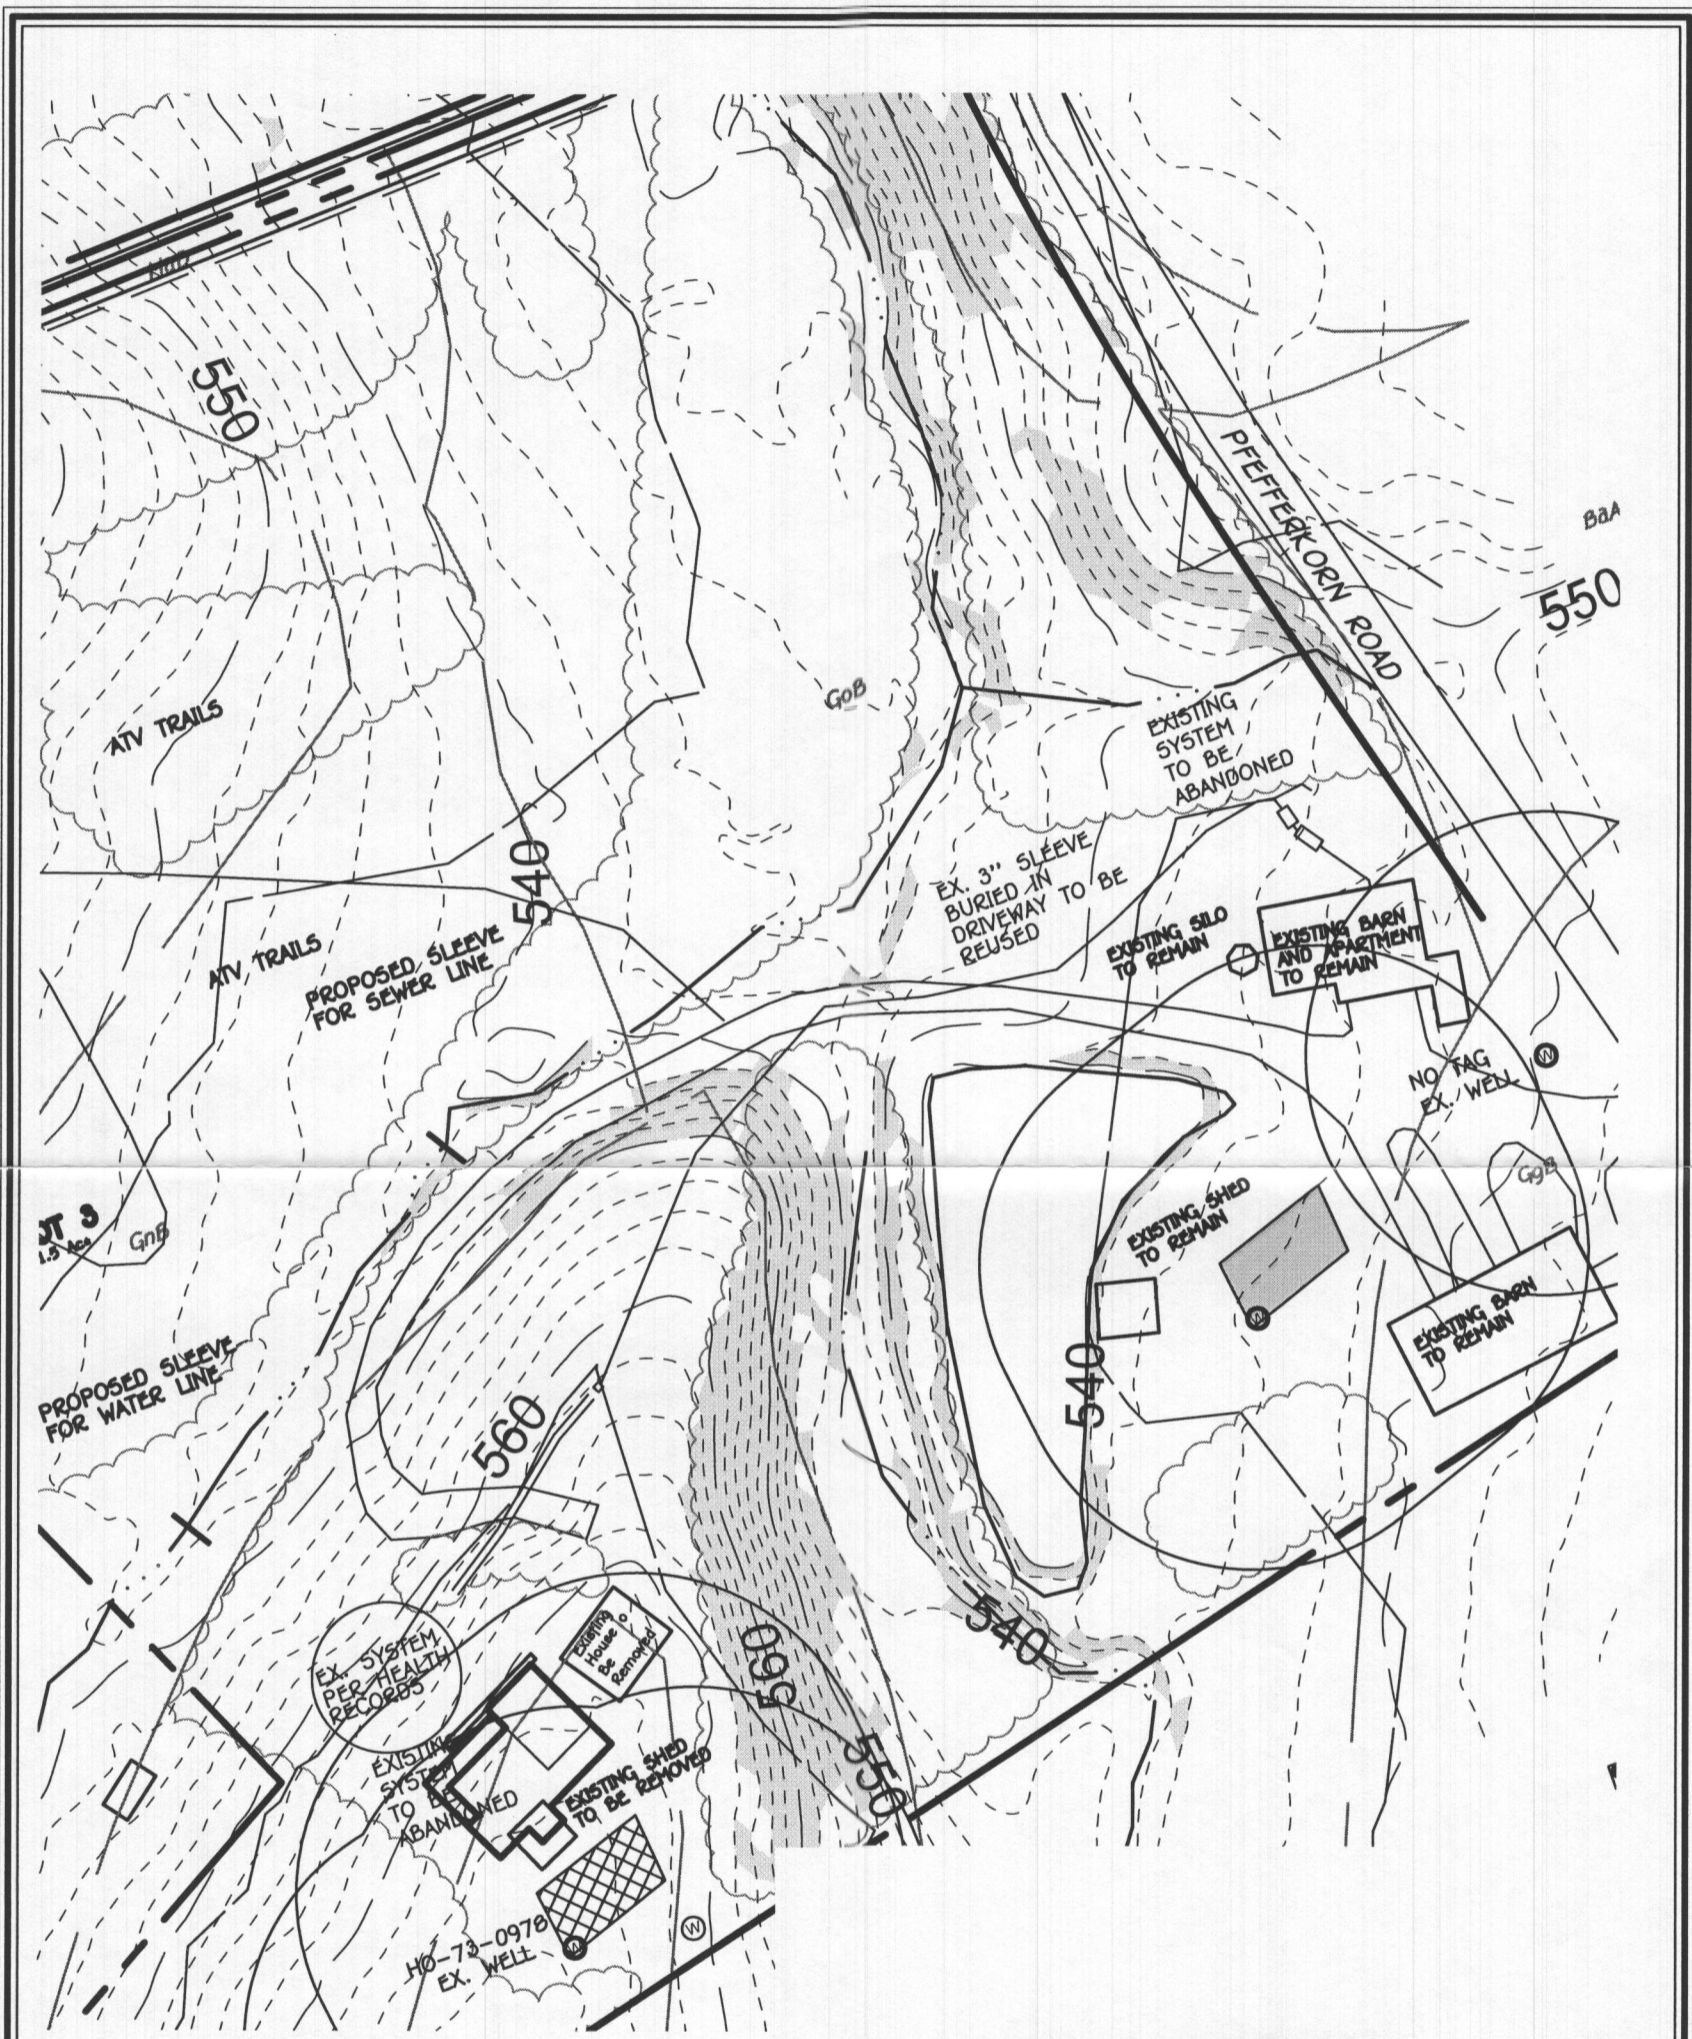 550
PFEFFERKORN ROAD
BaA
550
ATV TRAILS
GoB
EXISTING
SYSTEM
TO BE
ABANDONED
EX. 3" SLEEVE
BURIED IN
DRIVEWAY TO BE
REUSED
540
ATV TRAILS
PROPOSED SLEEVE
FOR SEWER LINE
EXISTING SILO
TO REMAIN
EXISTING BARN
AND APARTMENT
TO REMAIN
NO TAG
EX. WELL
W
GgB
EXISTING SHED
TO REMAIN
W
GnB
OT 3
PROPOSED SLEEVE
FOR WATER LINE
EXISTING BARN
TO REMAIN
540
560
540
Existing
House
Be
Removed
560
EX. SYSTEM
PER HEALTH
RECORDS
550
EXISTING
SYSTEM
TO BE
ABANDONED
EXISTING SHED
TO BE REMOVED
HO-73-0978
EX. WELL
W
W